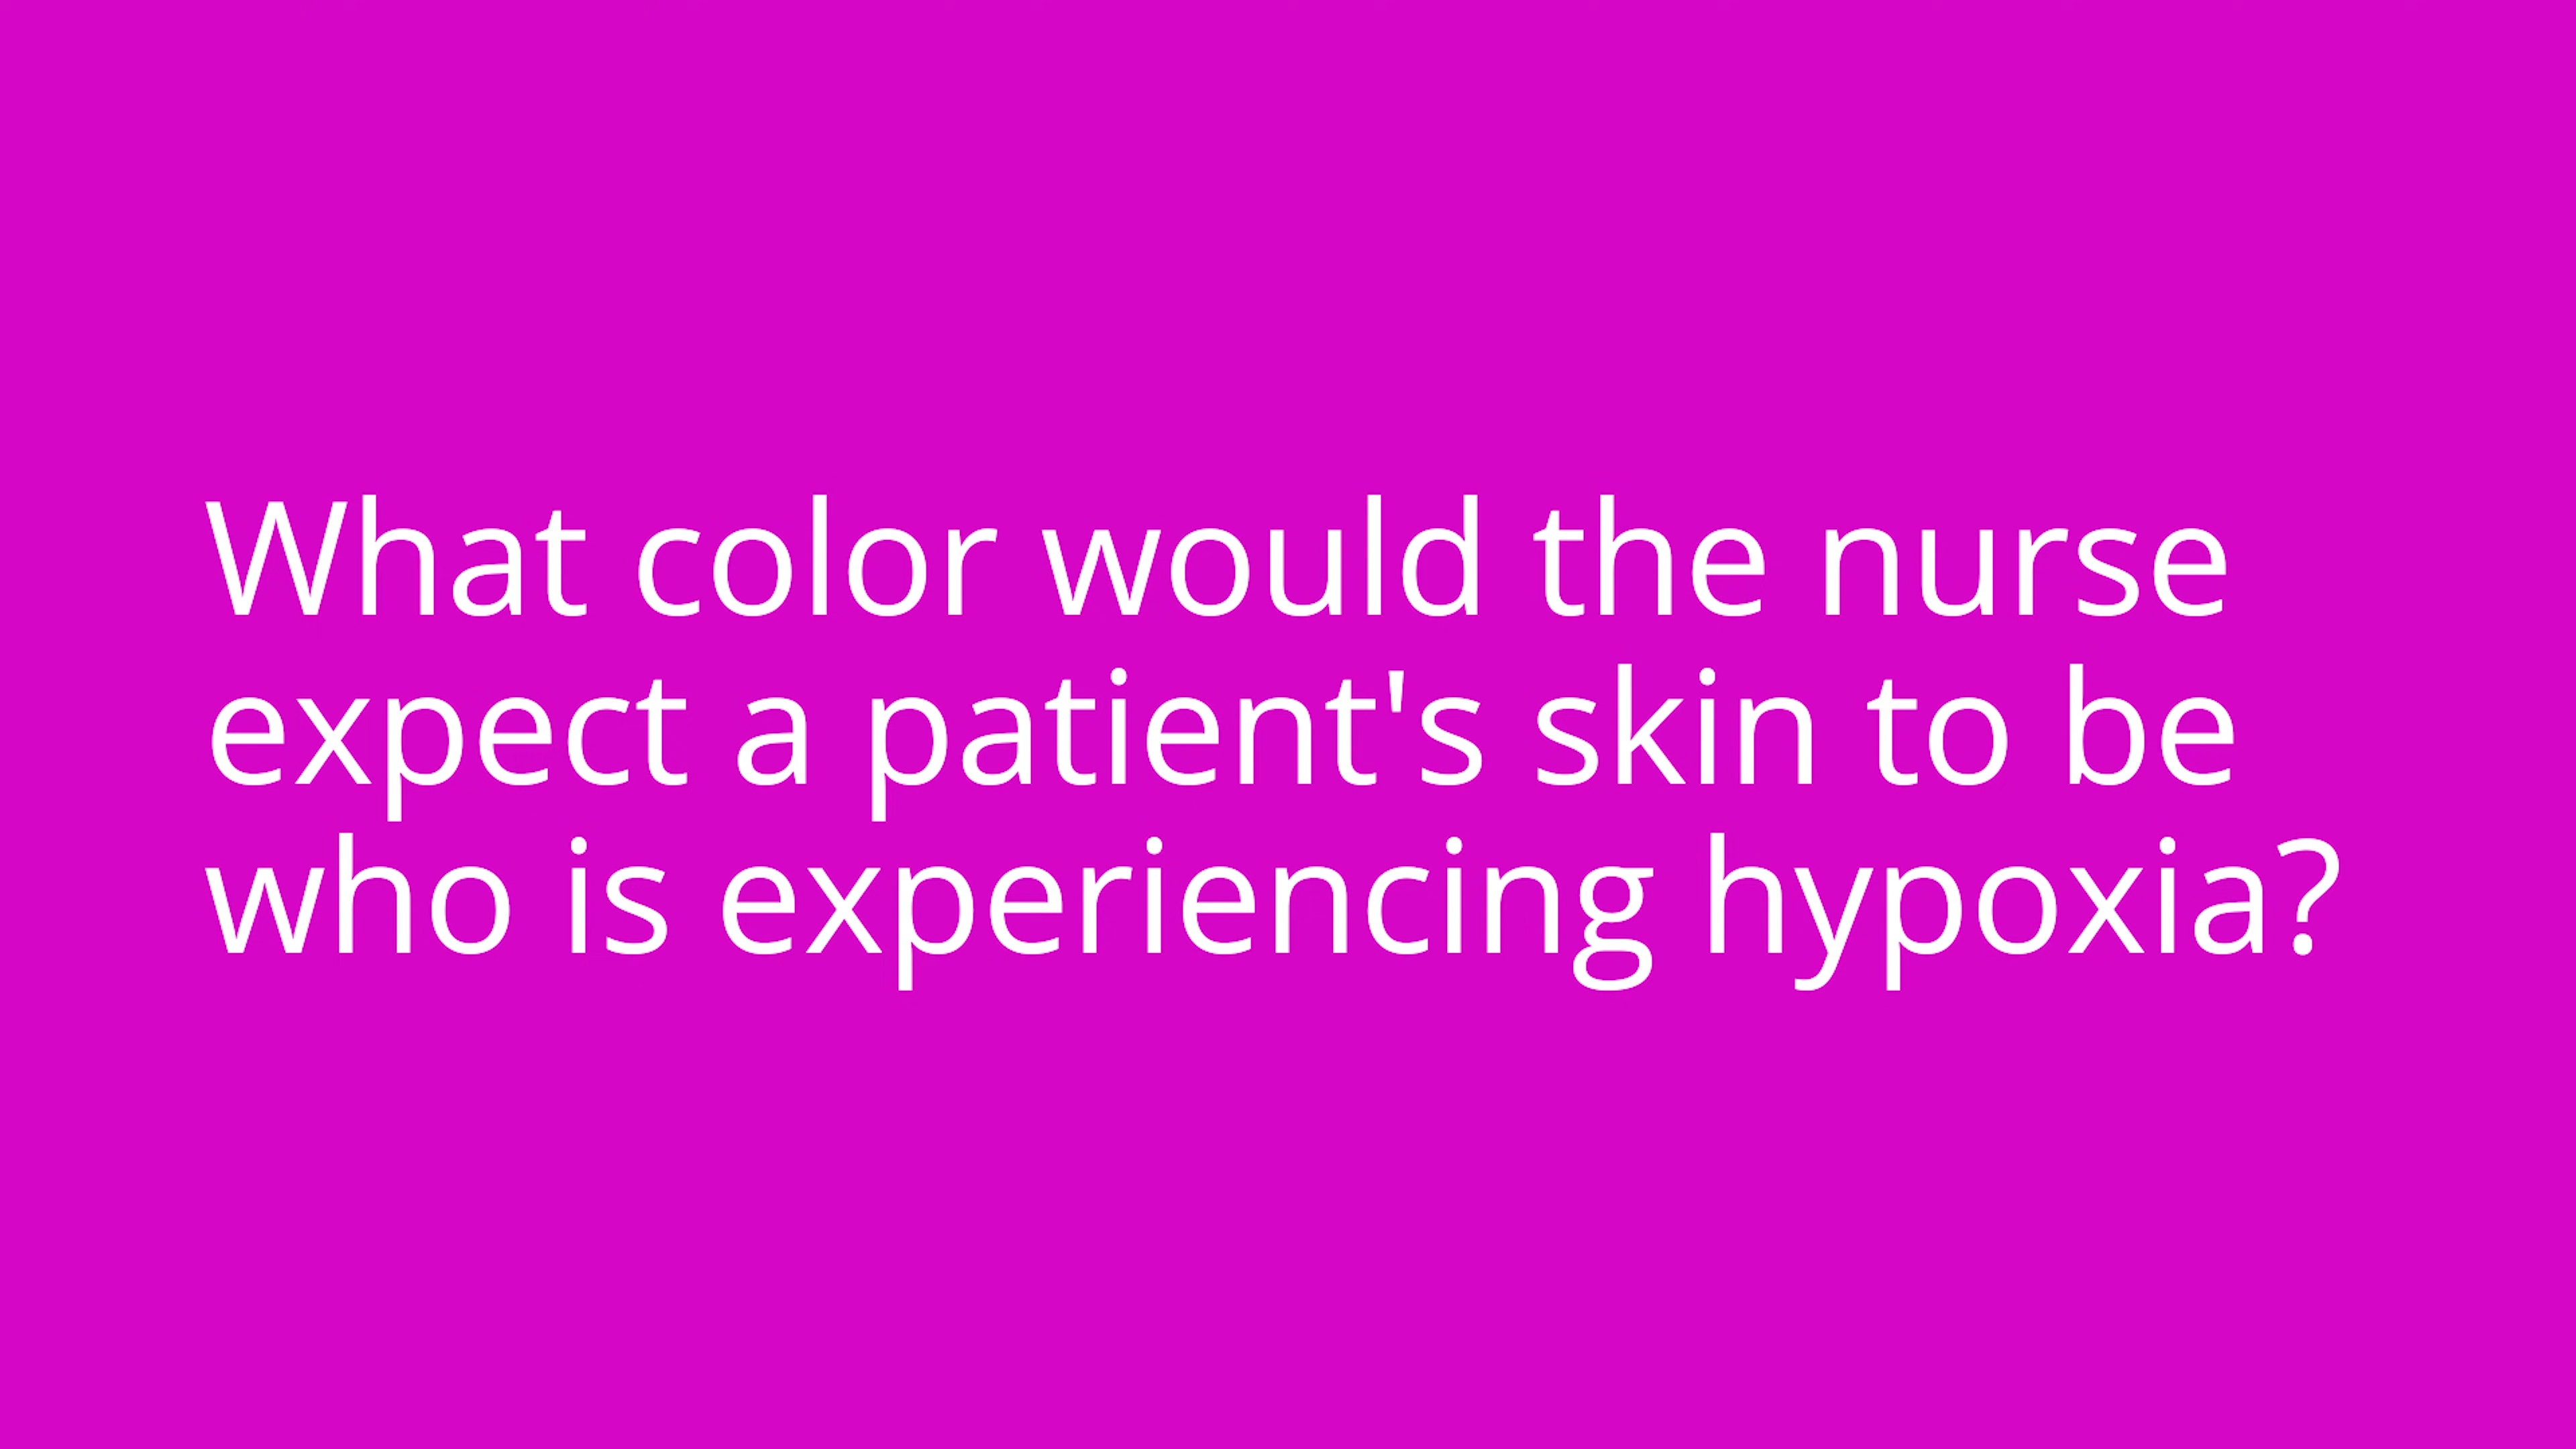 What color would the nurse
expect a patient's skin to be
who is experiencing hypoxia?